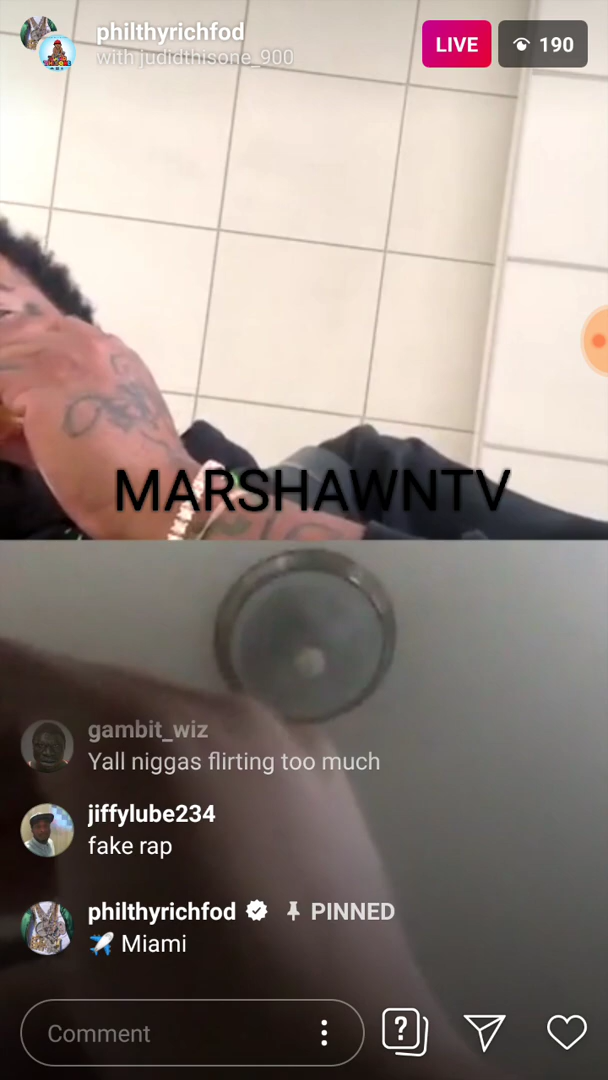 philthyrichfod
with judidthisone_900
LIVE
190
MARSHAWNTV
gambit_wiz
Yall niggas flirting too much
jiffylube234
fake rap
philthyrichfod PINNED
✈️ Miami
Comment